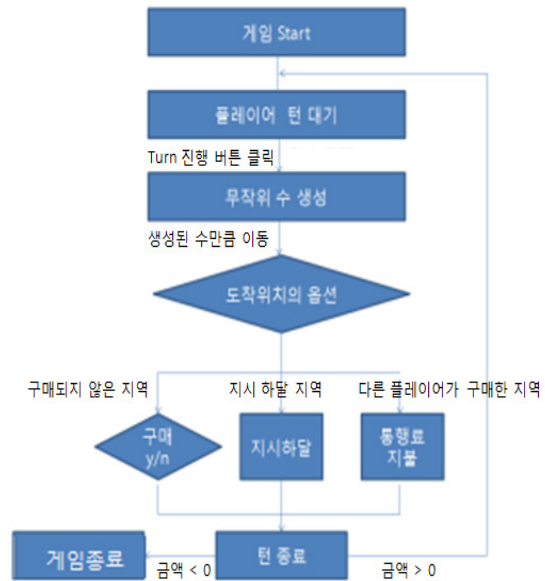 게임 Start
플레이어 턴 대기
Turn 진행 버튼 클릭
무작위 수 생성
생성된 수만큼 이동
도착위치의 옵션
구매되지 않은 지역
지시 하달 지역
다른 플레이어가 구매한 지역
구매
y/n
지시하달
통행료
지불
게임종료
금액 < 0
턴 종료
금액 > 0